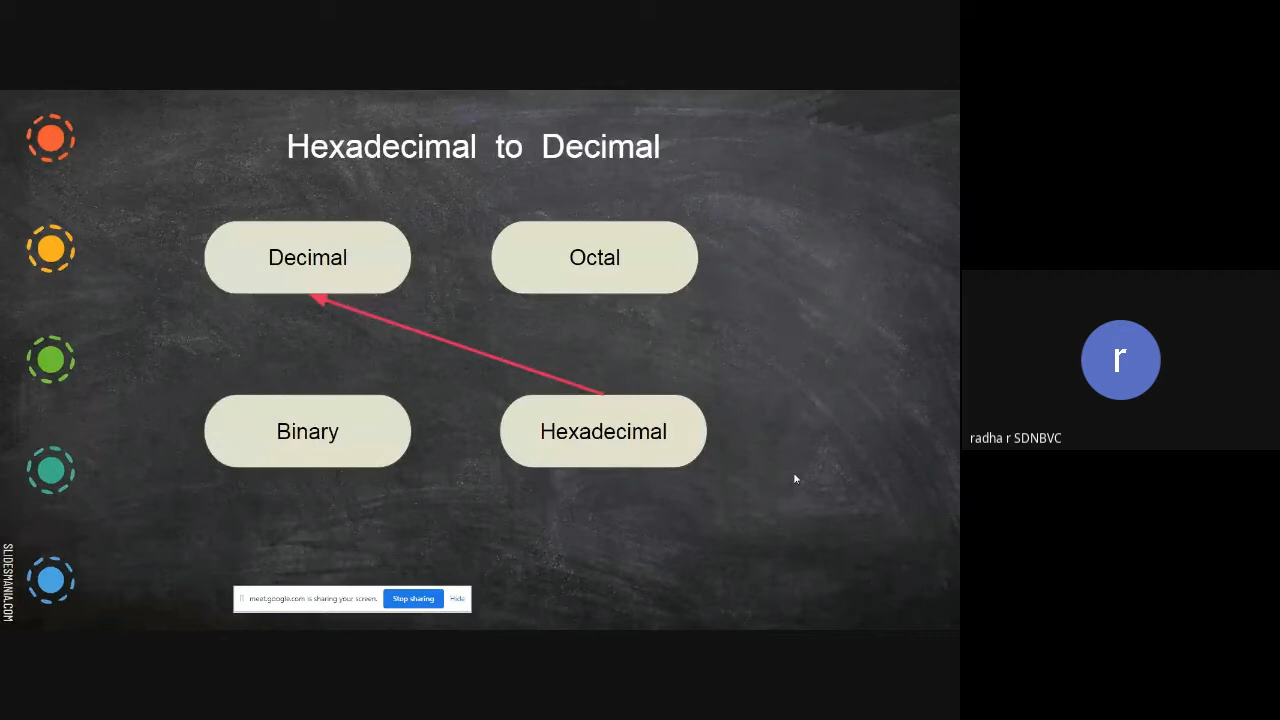 Hexadecimal to Decimal
Decimal
Octal
Binary
Hexadecimal
SLIDESMANIA.COM
meet.google.com is sharing your screen.
Stop sharing
Hide
r
radha r SDNBVC